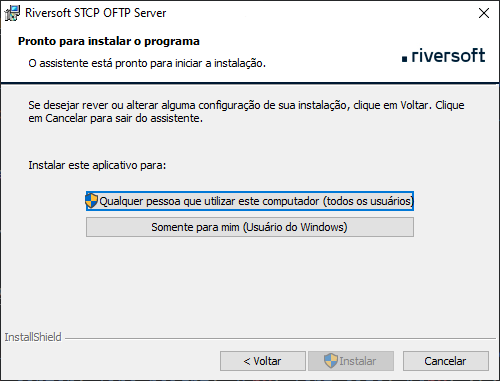 Riversoft STCP OFTP Server
Pronto para instalar o programa
O assistente está pronto para iniciar a instalação.
riversoft
Se desejar rever ou alterar alguma configuração de sua instalação, clique em Voltar. Clique
em Cancelar para sair do assistente.
Instalar este aplicativo para:
Qualquer pessoa que utilizar este computador (todos os usuários)
Somente para mim (Usuário do Windows)
InstallShield
< Voltar
Instalar
Cancelar